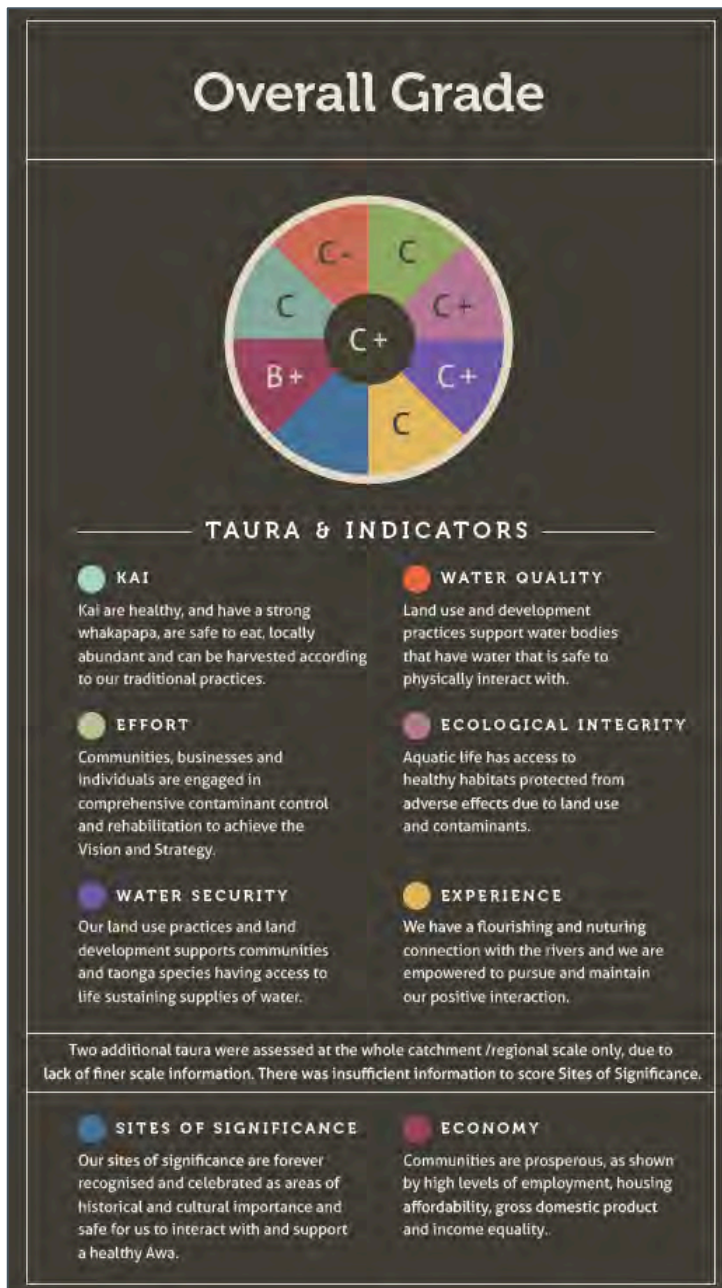 Overall Grade
C-
C
C
C+
C+
B+
C+
C
TAURA & INDICATORS
KAI
Kai are healthy, and have a strong
whakapapa, are safe to eat, locally
abundant and can be harvested according
to our traditional practices.
WATER QUALITY
Land use and development
practices support water bodies
that have water that is safe to
physically interact with.
EFFORT
Communities, businesses and
individuals are engaged in
comprehensive contaminant control
and rehabilitation to achieve the
Vision and Strategy.
ECOLOGICAL INTEGRITY
Aquatic life has access to
healthy habitats protected from
adverse effects due to land use
and contaminants.
WATER SECURITY
Our land use practices and land
development supports communities
and taonga species having access to
life sustaining supplies of water.
EXPERIENCE
We have a flourishing and nuturing
connection with the rivers and we are
empowered to pursue and maintain
our positive interaction.
Two additional taura were assessed at the whole catchment /regional scale only, due to
lack of finer scale information. There was insufficient information to score Sites of Significance.
SITES OF SIGNIFICANCE
Our sites of significance are forever
recognised and celebrated as areas of
historical and cultural importance and
safe for us to interact with and support
a healthy Awa.
ECONOMY
Communities are prosperous, as shown
by high levels of employment, housing
affordability, gross domestic product
and income equality.